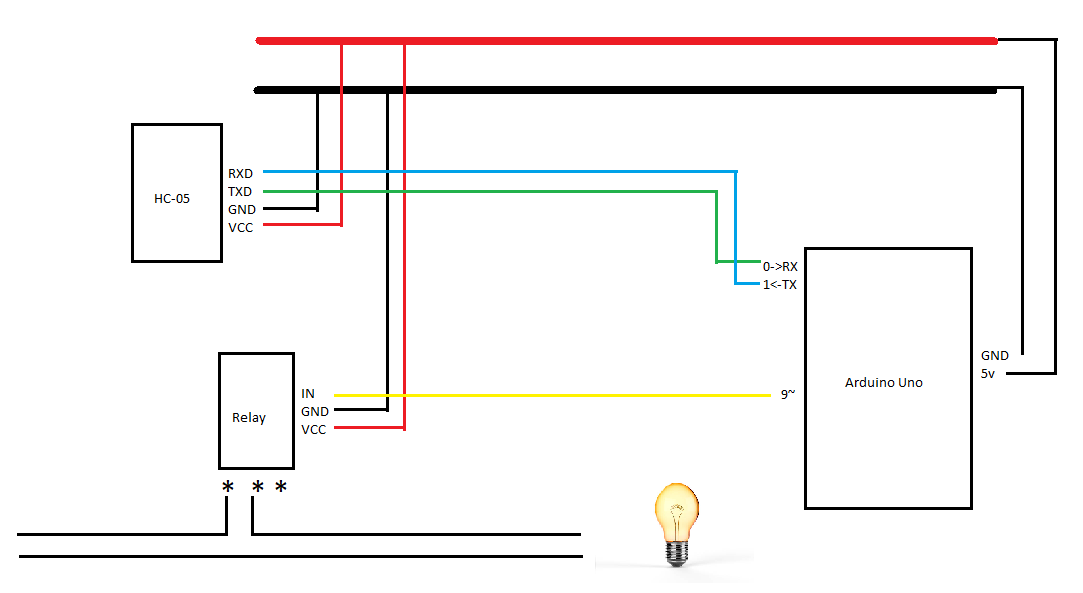 RXD
TXD
HC-05
GND
VCC
0->RX
1<-TX
GND
5v
Arduino Uno
IN
9~
GND
Relay
VCC
* * *